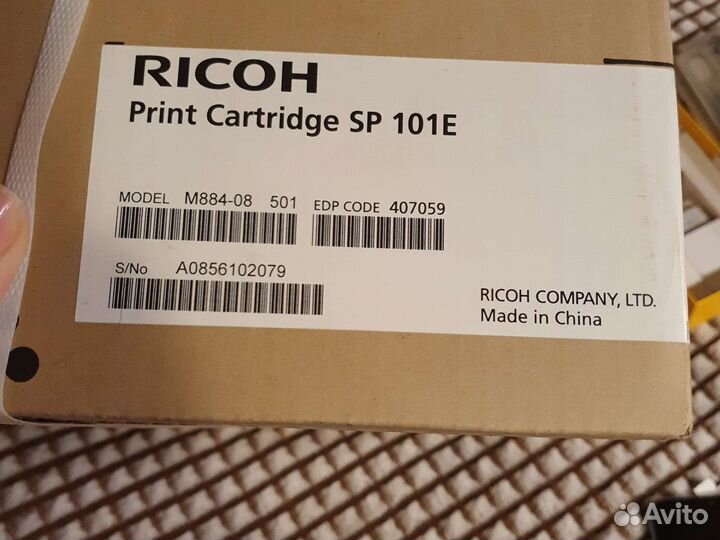 RICOH
Print Cartridge SP 101E
MODEL M884-08 501 EDP CODE 407059
S/No A0856102079
RICOH COMPANY, LTD.
Made in China
Avito